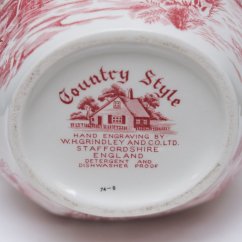 Country Style
HAND ENGRAVING BY
W.H.GRINDLEY AND CO.LTD.
STAFFORDSHIRE
ENGLAND
DETERGENT AND
DISHWASHER PROOF